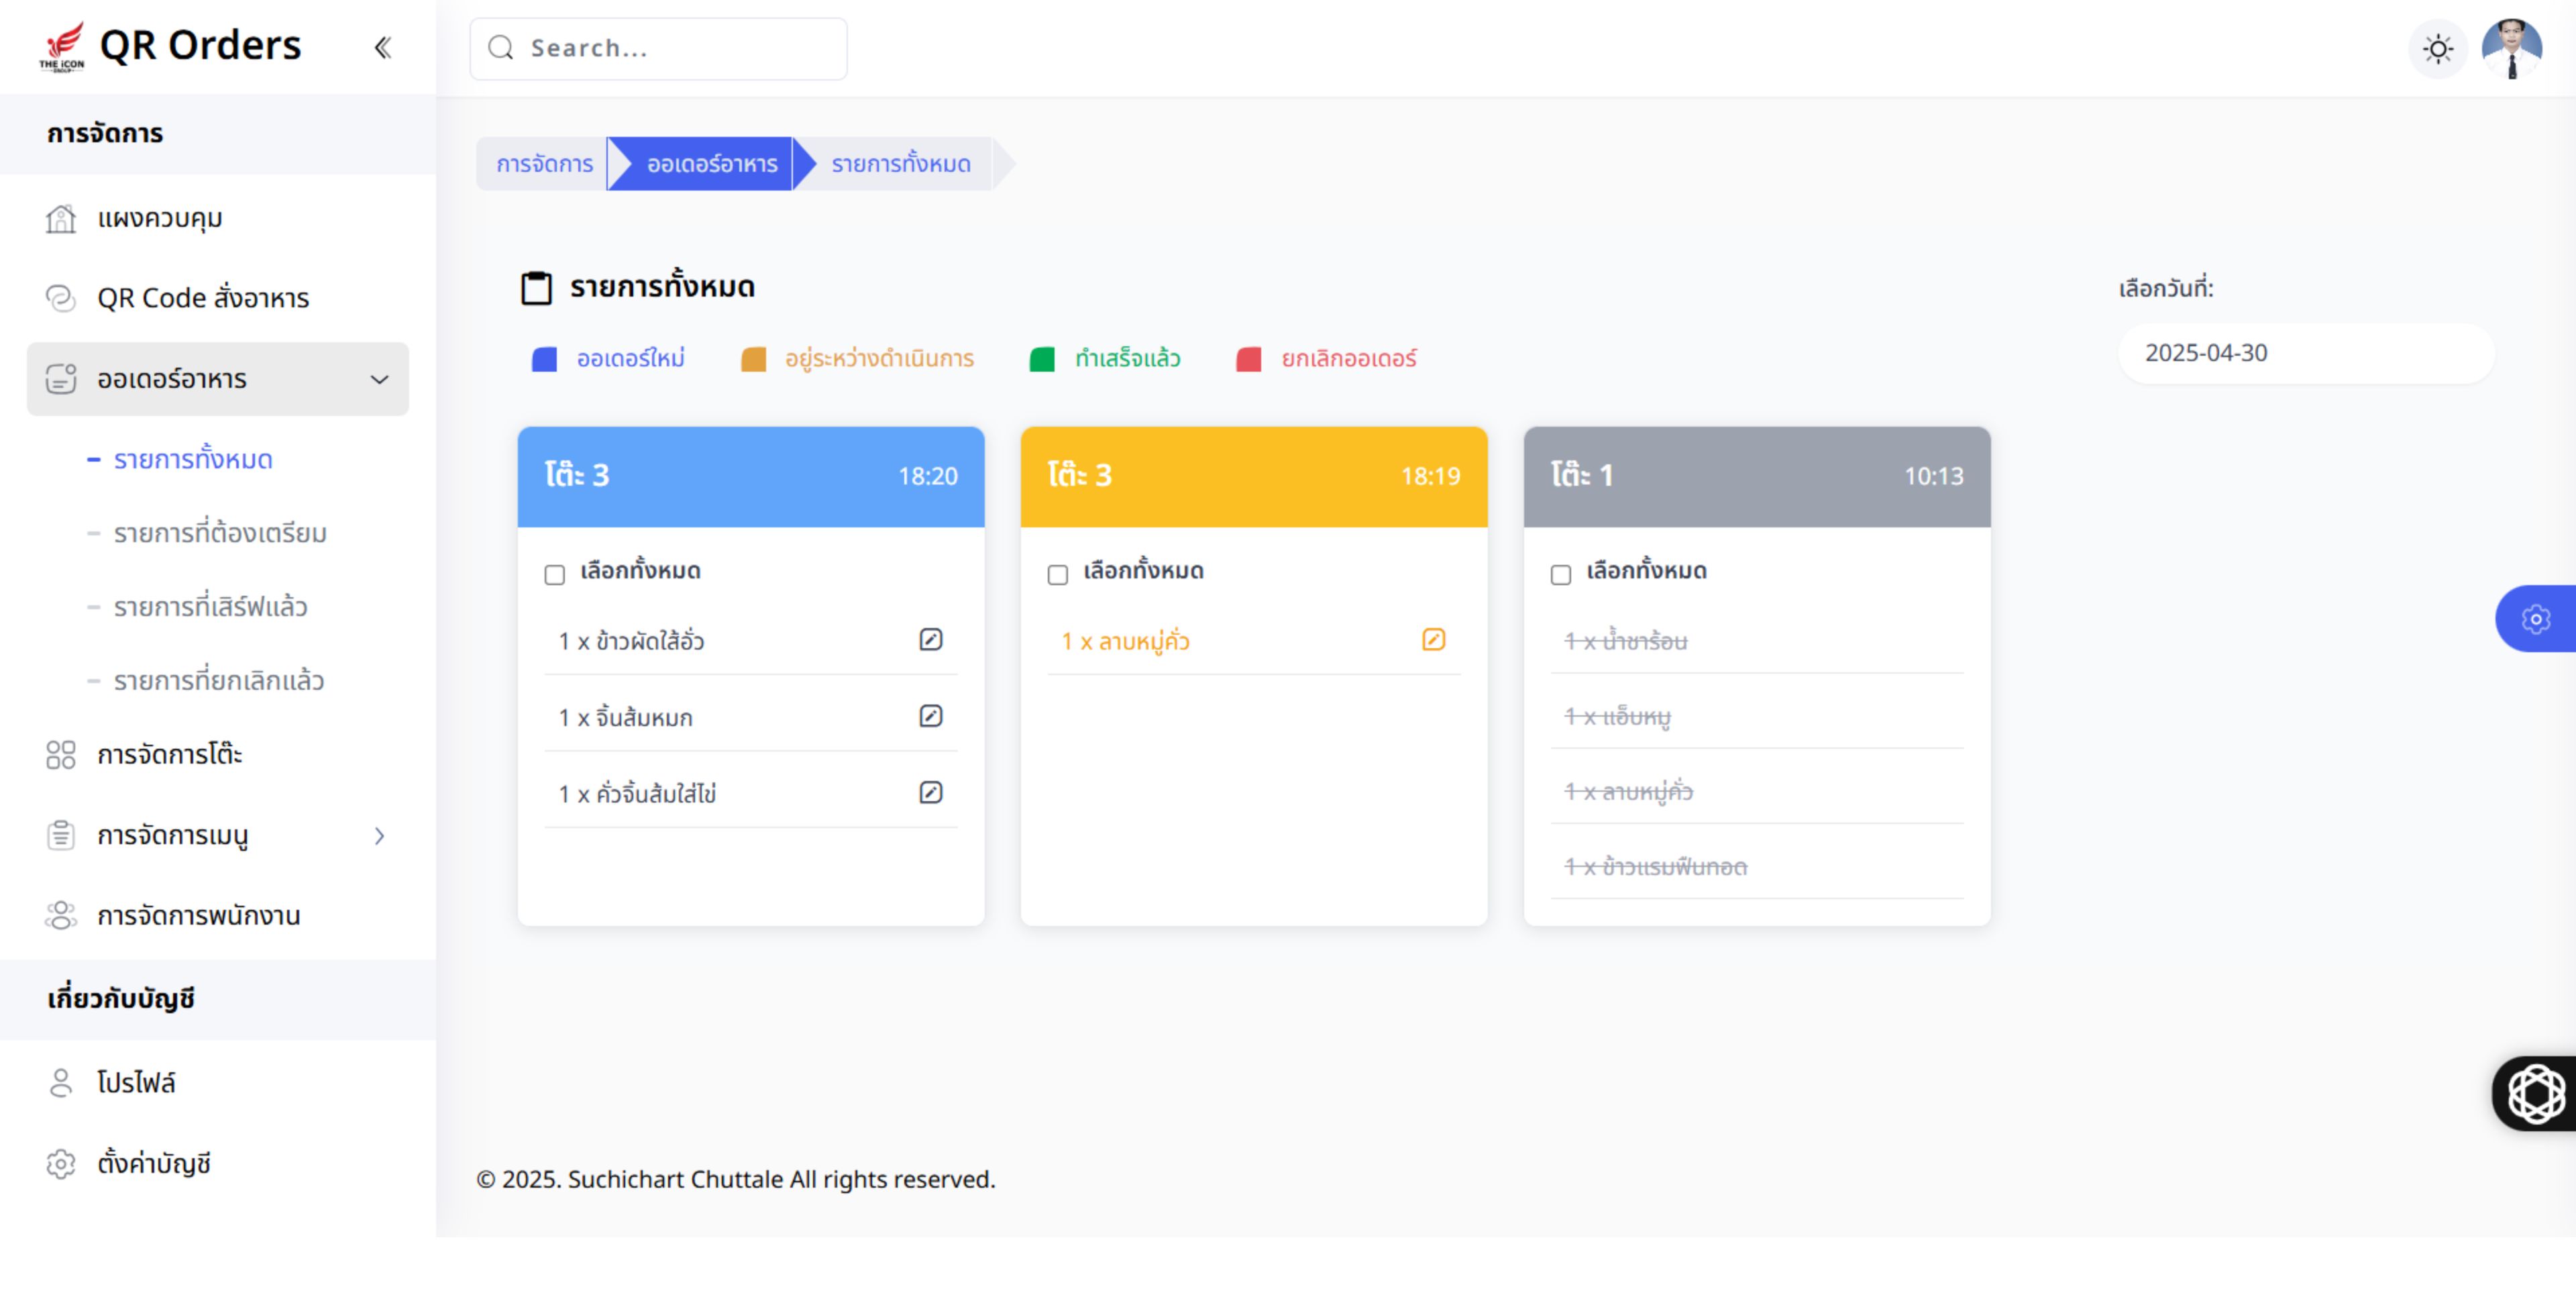 THE iCON
GROUP
QR Orders
Search...
การจัดการ
แผงควบคุม
QR Code สั่งอาหาร
ออเดอร์อาหาร
รายการทั้งหมด
รายการที่ต้องเตรียม
รายการที่เสิร์ฟแล้ว
รายการที่ยกเลิกแล้ว
การจัดการโต๊ะ
การจัดการเมนู
การจัดการพนักงาน
เกี่ยวกับบัญชี
โปรไฟล์
ตั้งค่าบัญชี
การจัดการ ออเดอร์อาหาร รายการทั้งหมด
รายการทั้งหมด
เลือกวันที่:
2025-04-30
ออเดอร์ใหม่ อยู่ระหว่างดำเนินการ ทำเสร็จแล้ว ยกเลิกออเดอร์
โต๊ะ 3 18:20
เลือกทั้งหมด
1 x ข้าวผัดใส้อั่ว
1 x จิ้นส้มหมก
1 x คั่วจิ้นส้มใส่ไข่
โต๊ะ 3 18:19
เลือกทั้งหมด
1 x ลาบหมู่คั่ว
โต๊ะ 1 10:13
เลือกทั้งหมด
1 x น้ำชาร้อน
1 x แอ็บหมู
1 x ลาบหมู่คั่ว
1 x ข้าวแรมฟืนทอด
© 2025. Suchichart Chuttale All rights reserved.